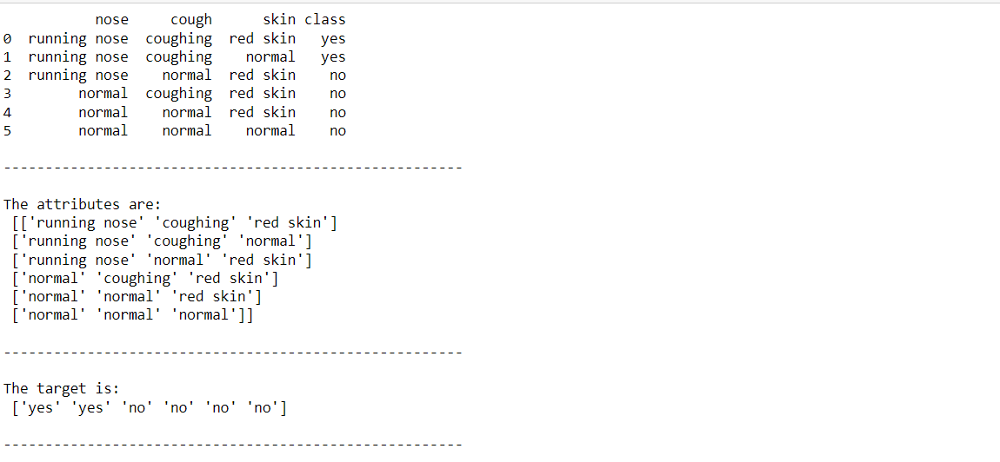 nose cough skin class
0 running nose coughing red skin yes
1 running nose coughing normal yes
2 running nose normal red skin no
3 normal coughing red skin no
4 normal normal red skin no
5 normal normal normal no
-------------------------------------------------------
The attributes are:
[['running nose' 'coughing' 'red skin']
['running nose' 'coughing' 'normal']
['running nose' 'normal' 'red skin']
['normal' 'coughing' 'red skin']
['normal' 'normal' 'red skin']
['normal' 'normal' 'normal']]
-------------------------------------------------------
The target is:
['yes' 'yes' 'no' 'no' 'no' 'no']
-------------------------------------------------------